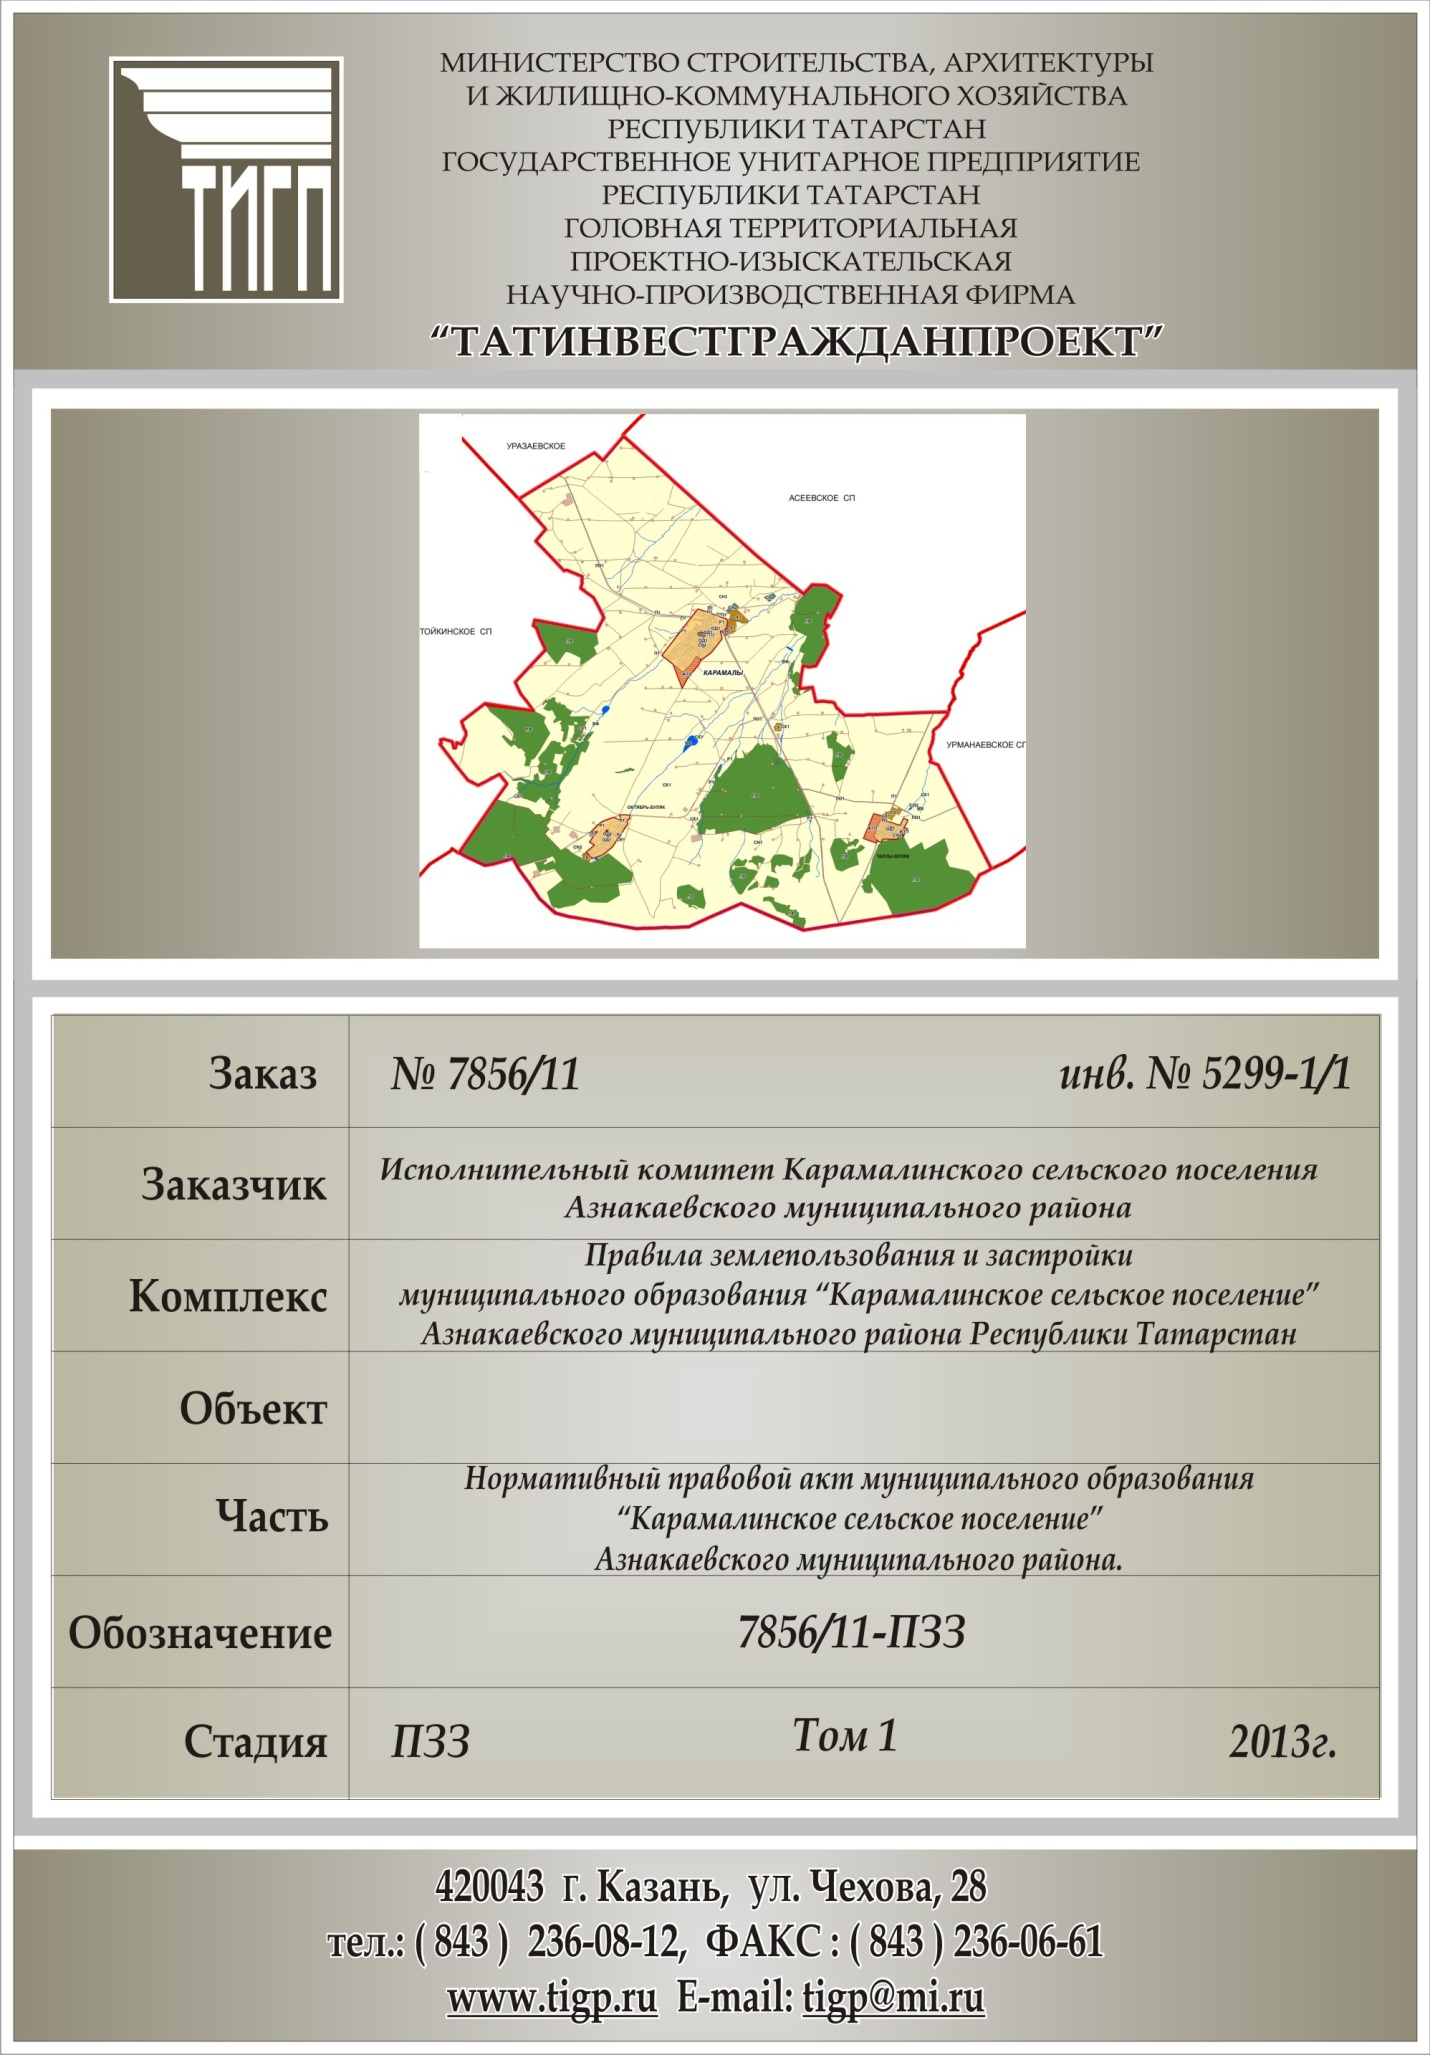 ТИГП
МИНИСТЕРСТВО СТРОИТЕЛЬСТВА, АРХИТЕКТУРЫ
И ЖИЛИЩНО-КОММУНАЛЬНОГО ХОЗЯЙСТВА
РЕСПУБЛИКИ ТАТАРСТАН
ГОСУДАРСТВЕННОЕ УНИТАРНОЕ ПРЕДПРИЯТИЕ
РЕСПУБЛИКИ ТАТАРСТАН
ГОЛОВНАЯ ТЕРРИТОРИАЛЬНАЯ
ПРОЕКТНО-ИЗЫСКАТЕЛЬСКАЯ
НАУЧНО-ПРОИЗВОДСТВЕННАЯ ФИРМА
“ТАТИНВЕСТГРАЖДАНПРОЕКТ”
УРАЗАЕВСКОЕ
АСЕЕВСКОЕ СП
ТОЙКИНСКОЕ СП
КАРАМАЛЫ
УРМАНАЕВСКОЕ СП
ОКТЯБРЬ-БУЛЯК
ТАЛЛЫ-БУЛЯК
Заказ № 7856/11 инв. № 5299-1/1
Заказчик
Исполнительный комитет Карамалинского сельского поселения
Азнакаевского муниципального района
Комплекс
Правила землепользования и застройки
муниципального образования “Карамалинское сельское поселение”
Азнакаевского муниципального района Республики Татарстан
Объект
Часть
Нормативный правовой акт муниципального образования
“Карамалинское сельское поселение”
Азнакаевского муниципального района.
Обозначение 7856/11-ПЗЗ
Стадия ПЗЗ Том 1 2013г.
420043 г. Казань, ул. Чехова, 28
тел.: ( 843 ) 236-08-12, ФАКС : ( 843 ) 236-06-61
www.tigp.ru E-mail: tigp@mi.ru